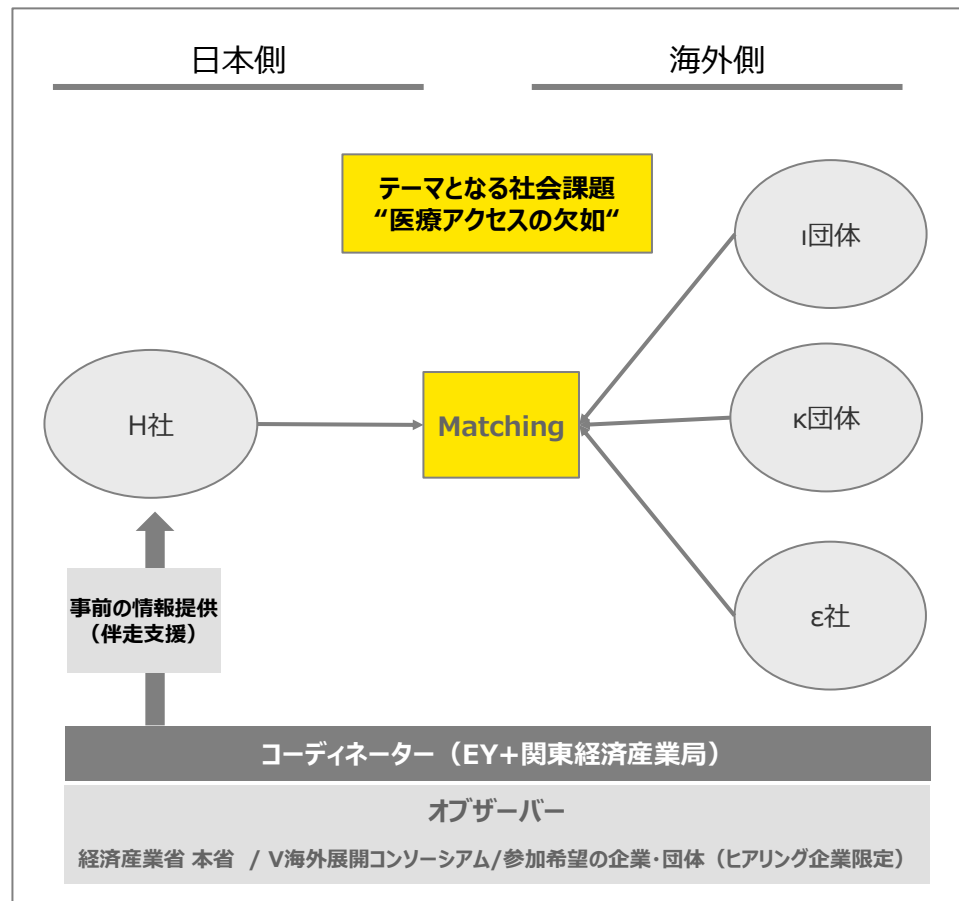 日本側
海外側
テーマとなる社会課題
“医療アクセスの欠如“
ι団体
H社
Matching
κ団体
ε社
事前の情報提供
（伴走支援）
コーディネーター（EY+関東経済産業局）
オブザーバー
経済産業省 本省 / V海外展開コンソーシアム/参加希望の企業・団体（ヒアリング企業限定）